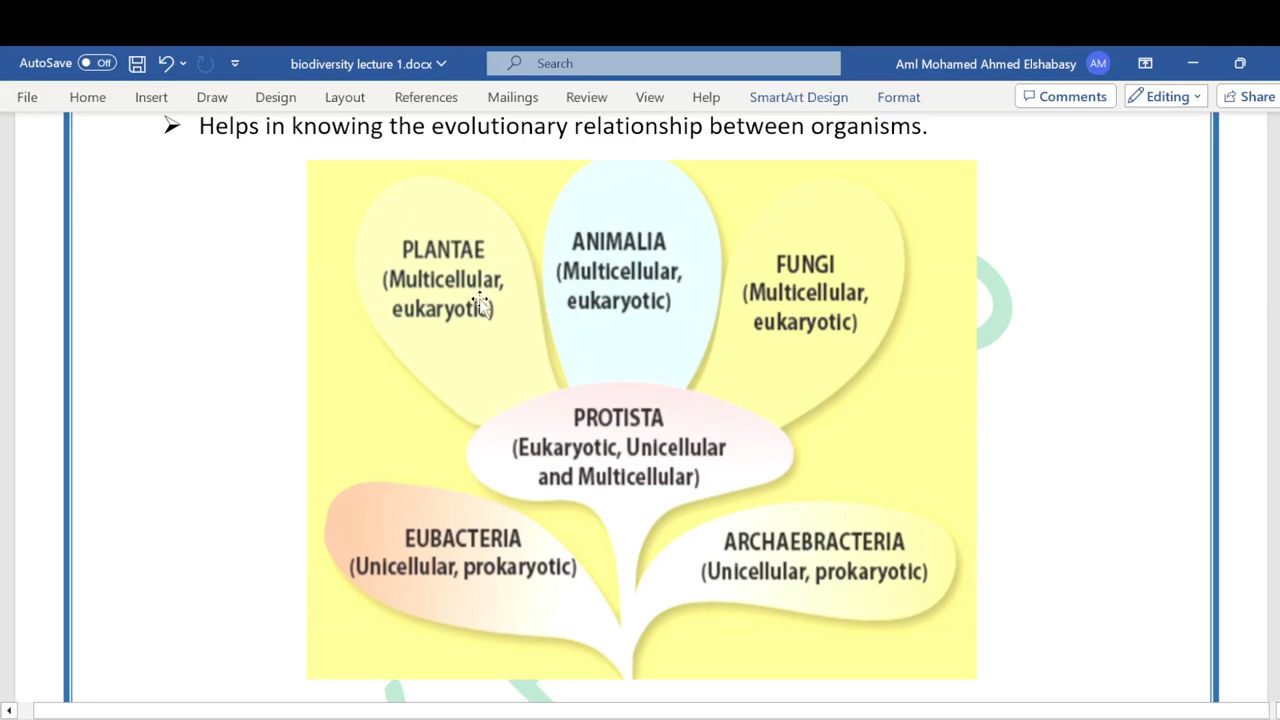 AutoSave Off biodiversity lecture 1.docx Search Aml Mohamed Ahmed Elshabasy AM
File Home Insert Draw Design Layout References Mailings Review View Help SmartArt Design Format Comments Editing Share
➤ Helps in knowing the evolutionary relationship between organisms.
PLANTAE
(Multicellular,
eukaryotic)
ANIMALIA
(Multicellular,
eukaryotic)
FUNGI
(Multicellular,
eukaryotic)
PROTISTA
(Eukaryotic, Unicellular
and Multicellular)
EUBACTERIA
(Unicellular, prokaryotic)
ARCHAEBRACTERIA
(Unicellular, prokaryotic)